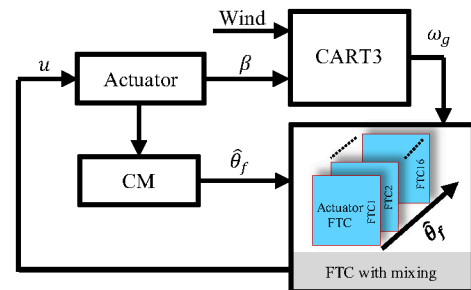 Wind
u
Actuator
β
CART3
ω_g
CM
θ̂_f
Actuator
FTC
FTC1
FTC2
FTC16
θ̂_f
FTC with mixing